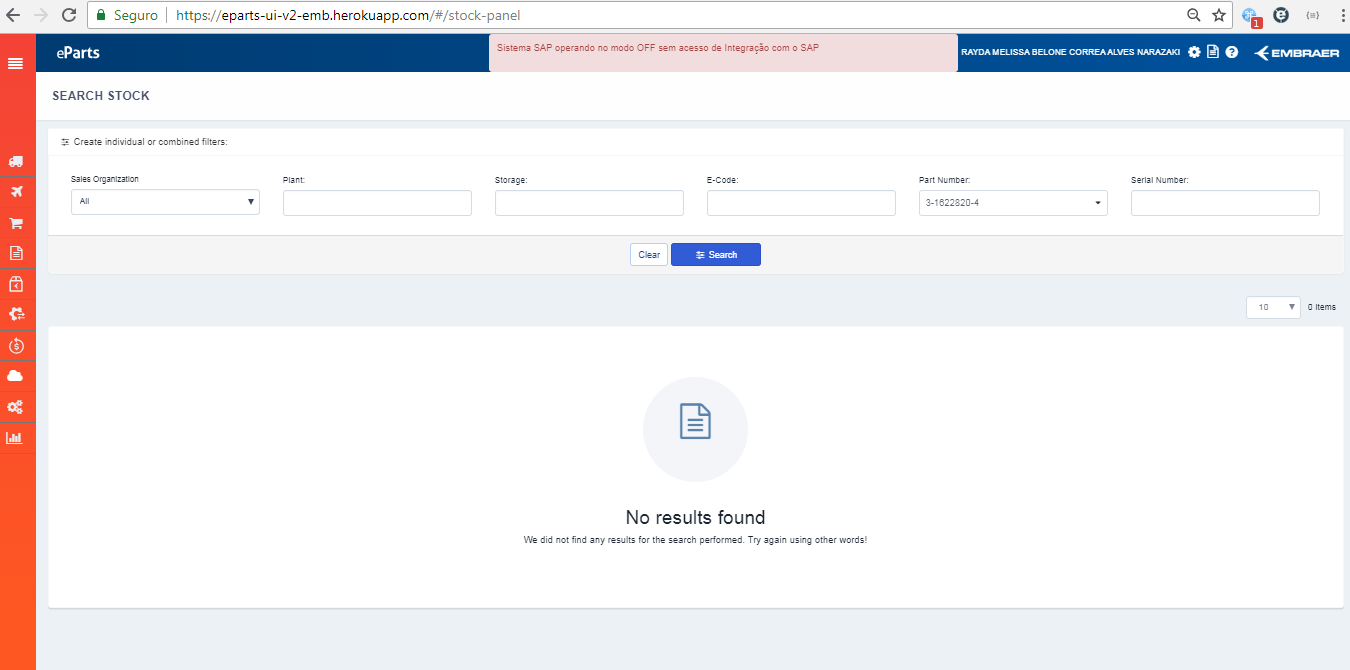 Seguro https://eparts-ui-v2-emb.herokuapp.com/#/stock-panel
1
eParts
Sistema SAP operando no modo OFF sem acesso de Integração com o SAP
RAYDA MELISSA BELONE CORREA ALVES NARAZAKI
EMBRAER
SEARCH STOCK
Create individual or combined filters:
Sales Organization Plant: Storage: E-Code: Part Number: Serial Number:
All 3-1622820-4
Clear Search
10 0 Items
No results found
We did not find any results for the search performed. Try again using other words!